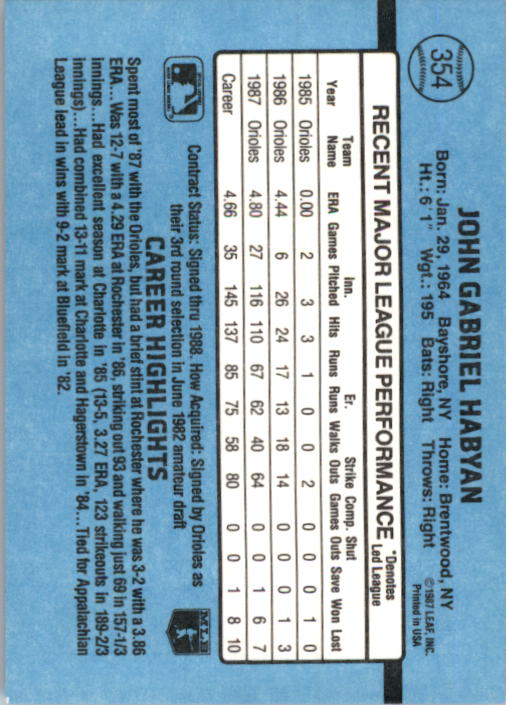 354
JOHN GABRIEL HABYAN
Born: Jan. 29, 1964 Bayshore, NY Home: Brentwood, NY
Ht.: 6'1" Wgt.: 195 Bats: Right Throws: Right
©1987 LEAF, INC.
Printed in USA
RECENT MAJOR LEAGUE PERFORMANCE *Denotes Led League
Team Inn. Er. Strike Comp. Shut
Year Name ERA Games Pitched Hits Runs Runs Walks Outs Games Outs Save Won Lost
1985 Orioles 0.00 2 3 3 1 0 0 2 0 0 0 1 0
1986 Orioles 4.44 6 26 24 17 13 18 14 0 0 0 1 3
1987 Orioles 4.80 27 116 110 67 62 40 64 0 0 1 6 7
Career 4.66 35 145 137 85 75 58 80 0 0 1 8 10
Contract Status: Signed thru 1988. How Acquired: Signed by Orioles as
their 3rd round selection in June 1982 amateur draft
MLB
CAREER HIGHLIGHTS
Spent most of '87 with the Orioles, but had a brief stint at Rochester where he was 3-2 with a 3.86
ERA... Was 12-7 with a 4.29 ERA at Rochester in '86, striking out 93 and walking just 69 in 157-1/3
innings... Had excellent season at Charlotte in '85 (13-5, 3.27 ERA, 123 strikeouts in 189-2/3
innings)... Had combined 13-11 mark at Charlotte and Hagerstown in '84... Tied for Appalachian
League lead in wins with 9-2 mark at Bluefield in '82.